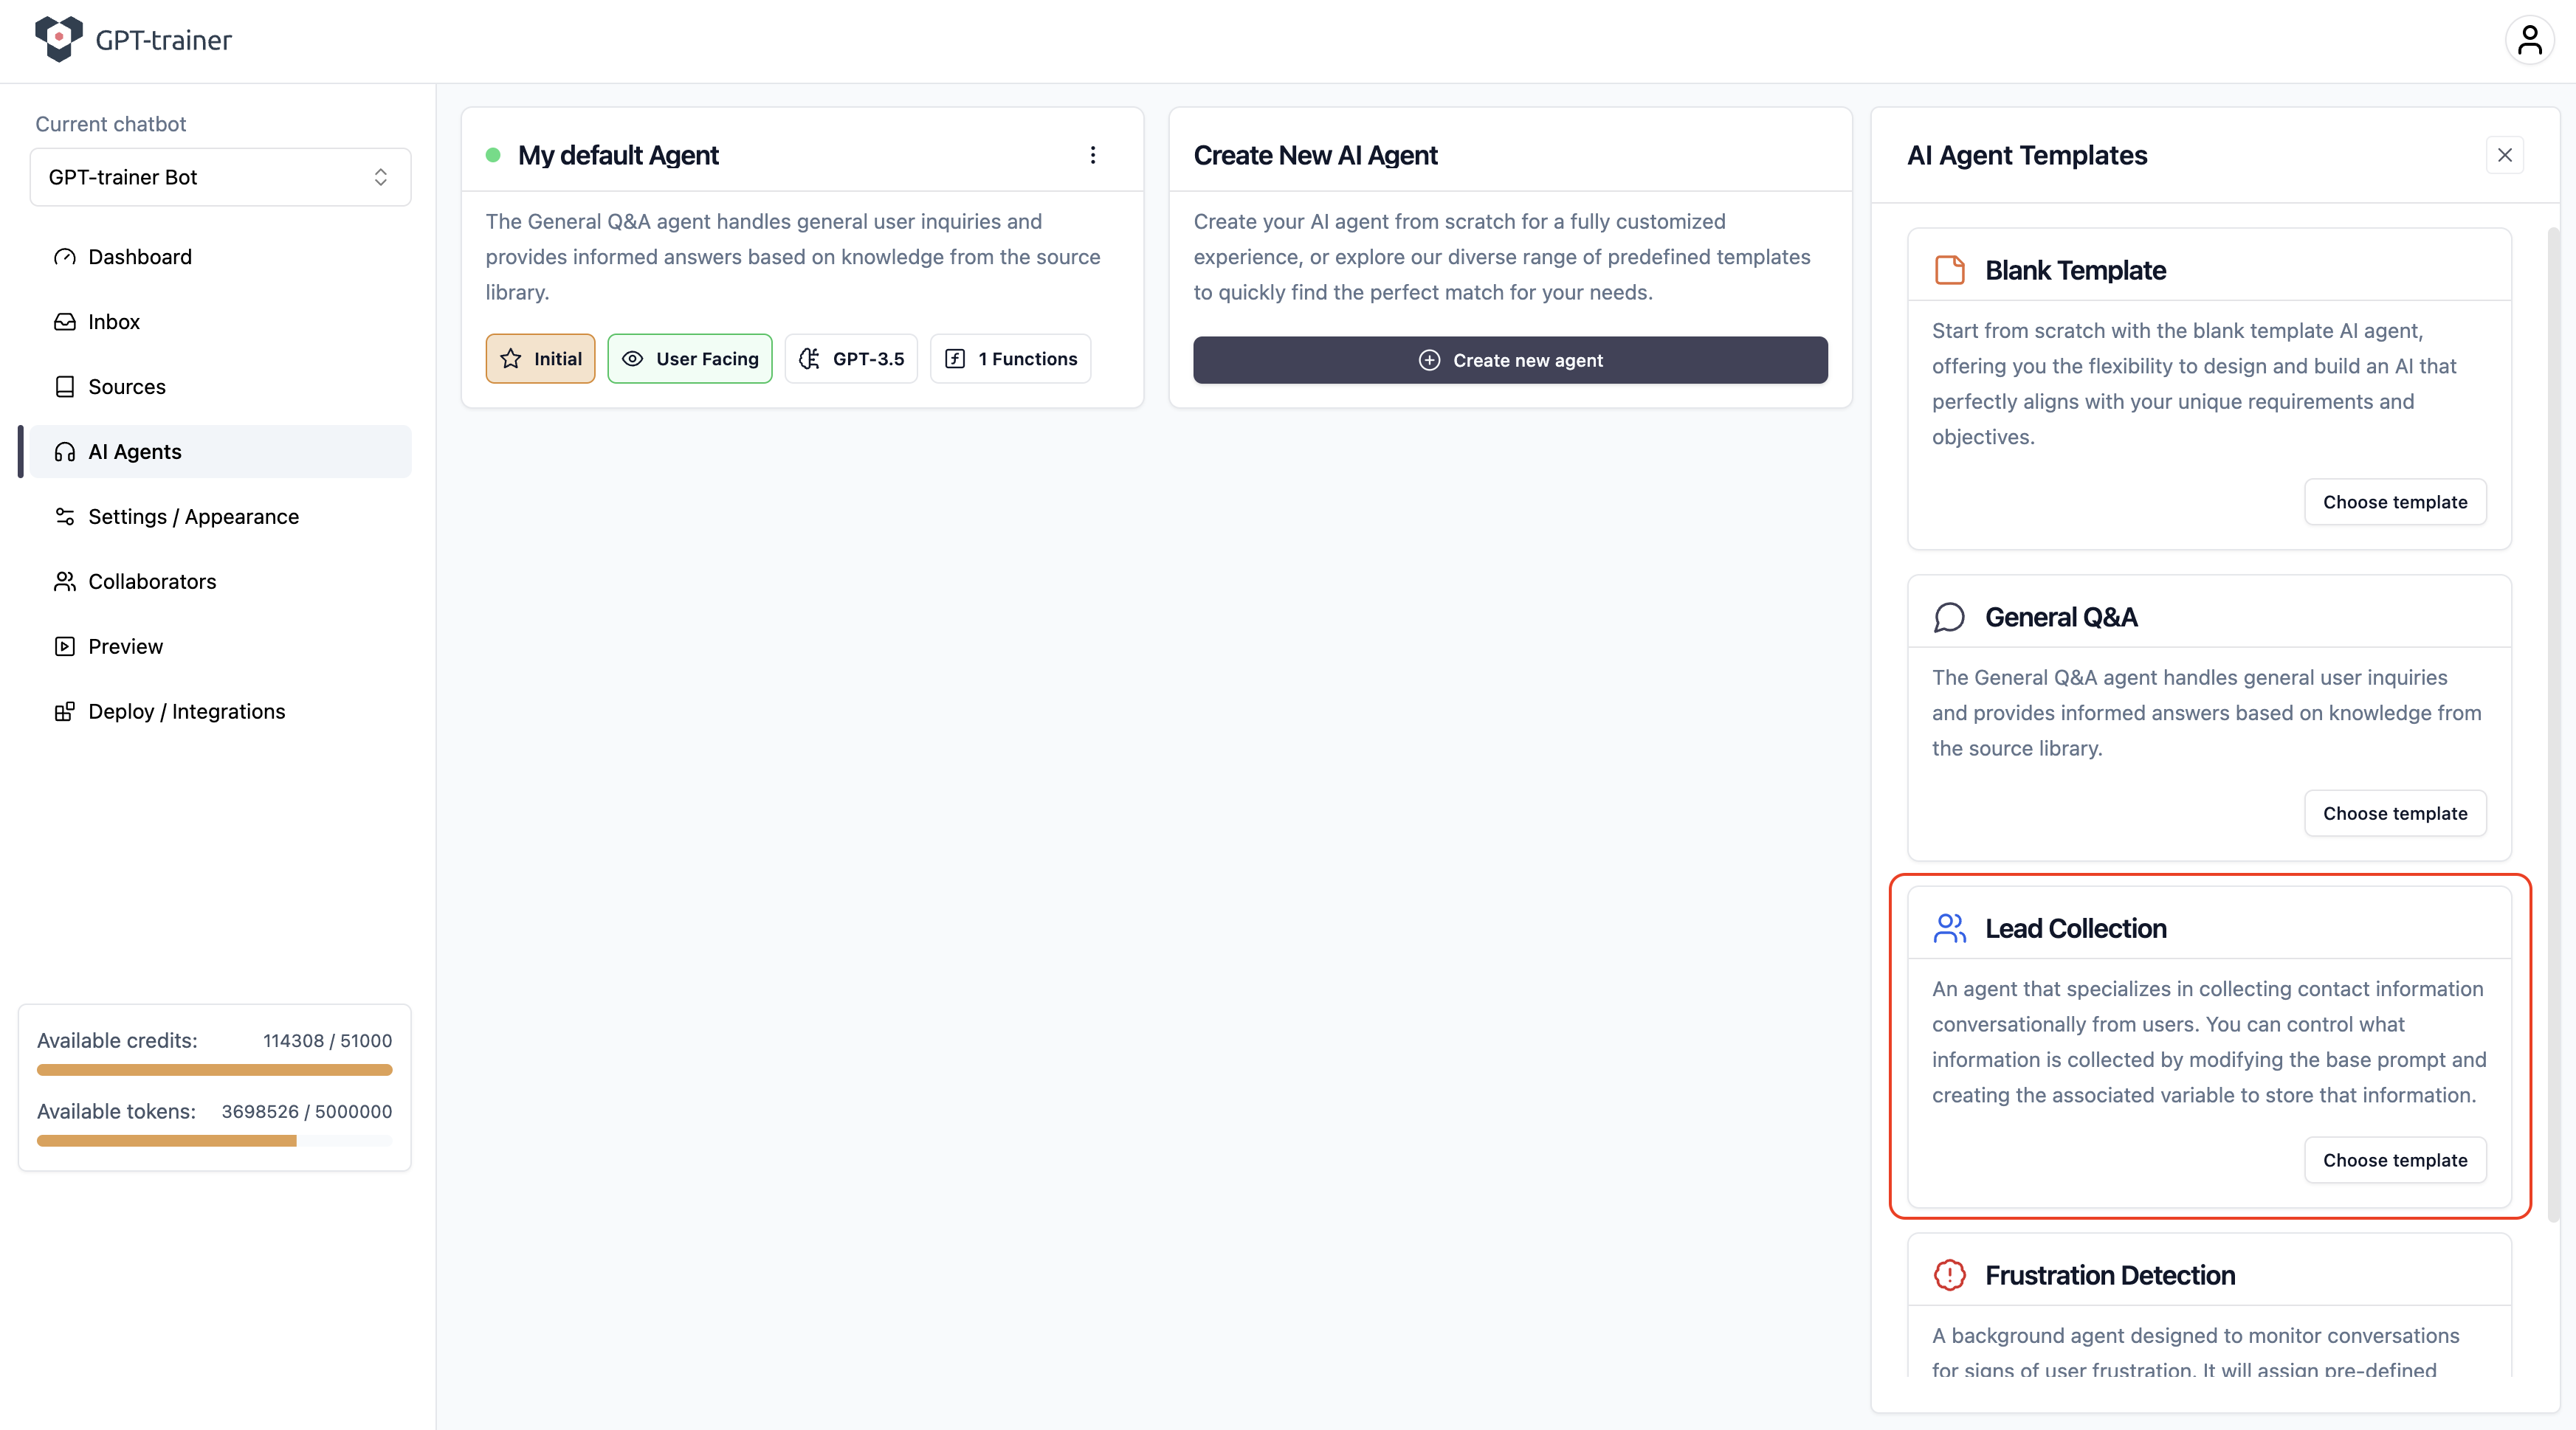 GPT-trainer
Current chatbot
GPT-trainer Bot
Dashboard
Inbox
Sources
AI Agents
Settings / Appearance
Collaborators
Preview
Deploy / Integrations
Available credits: 114308 / 51000
Available tokens: 3698526 / 5000000
My default Agent
The General Q&A agent handles general user inquiries and
provides informed answers based on knowledge from the source
library.
Initial
User Facing
GPT-3.5
1 Functions
Create New AI Agent
Create your AI agent from scratch for a fully customized
experience, or explore our diverse range of predefined templates
to quickly find the perfect match for your needs.
Create new agent
AI Agent Templates
Blank Template
Start from scratch with the blank template AI agent,
offering you the flexibility to design and build an AI that
perfectly aligns with your unique requirements and
objectives.
Choose template
General Q&A
The General Q&A agent handles general user inquiries
and provides informed answers based on knowledge from
the source library.
Choose template
Lead Collection
An agent that specializes in collecting contact information
conversationally from users. You can control what
information is collected by modifying the base prompt and
creating the associated variable to store that information.
Choose template
Frustration Detection
A background agent designed to monitor conversations
for signs of user frustration. It will assign pre-defined